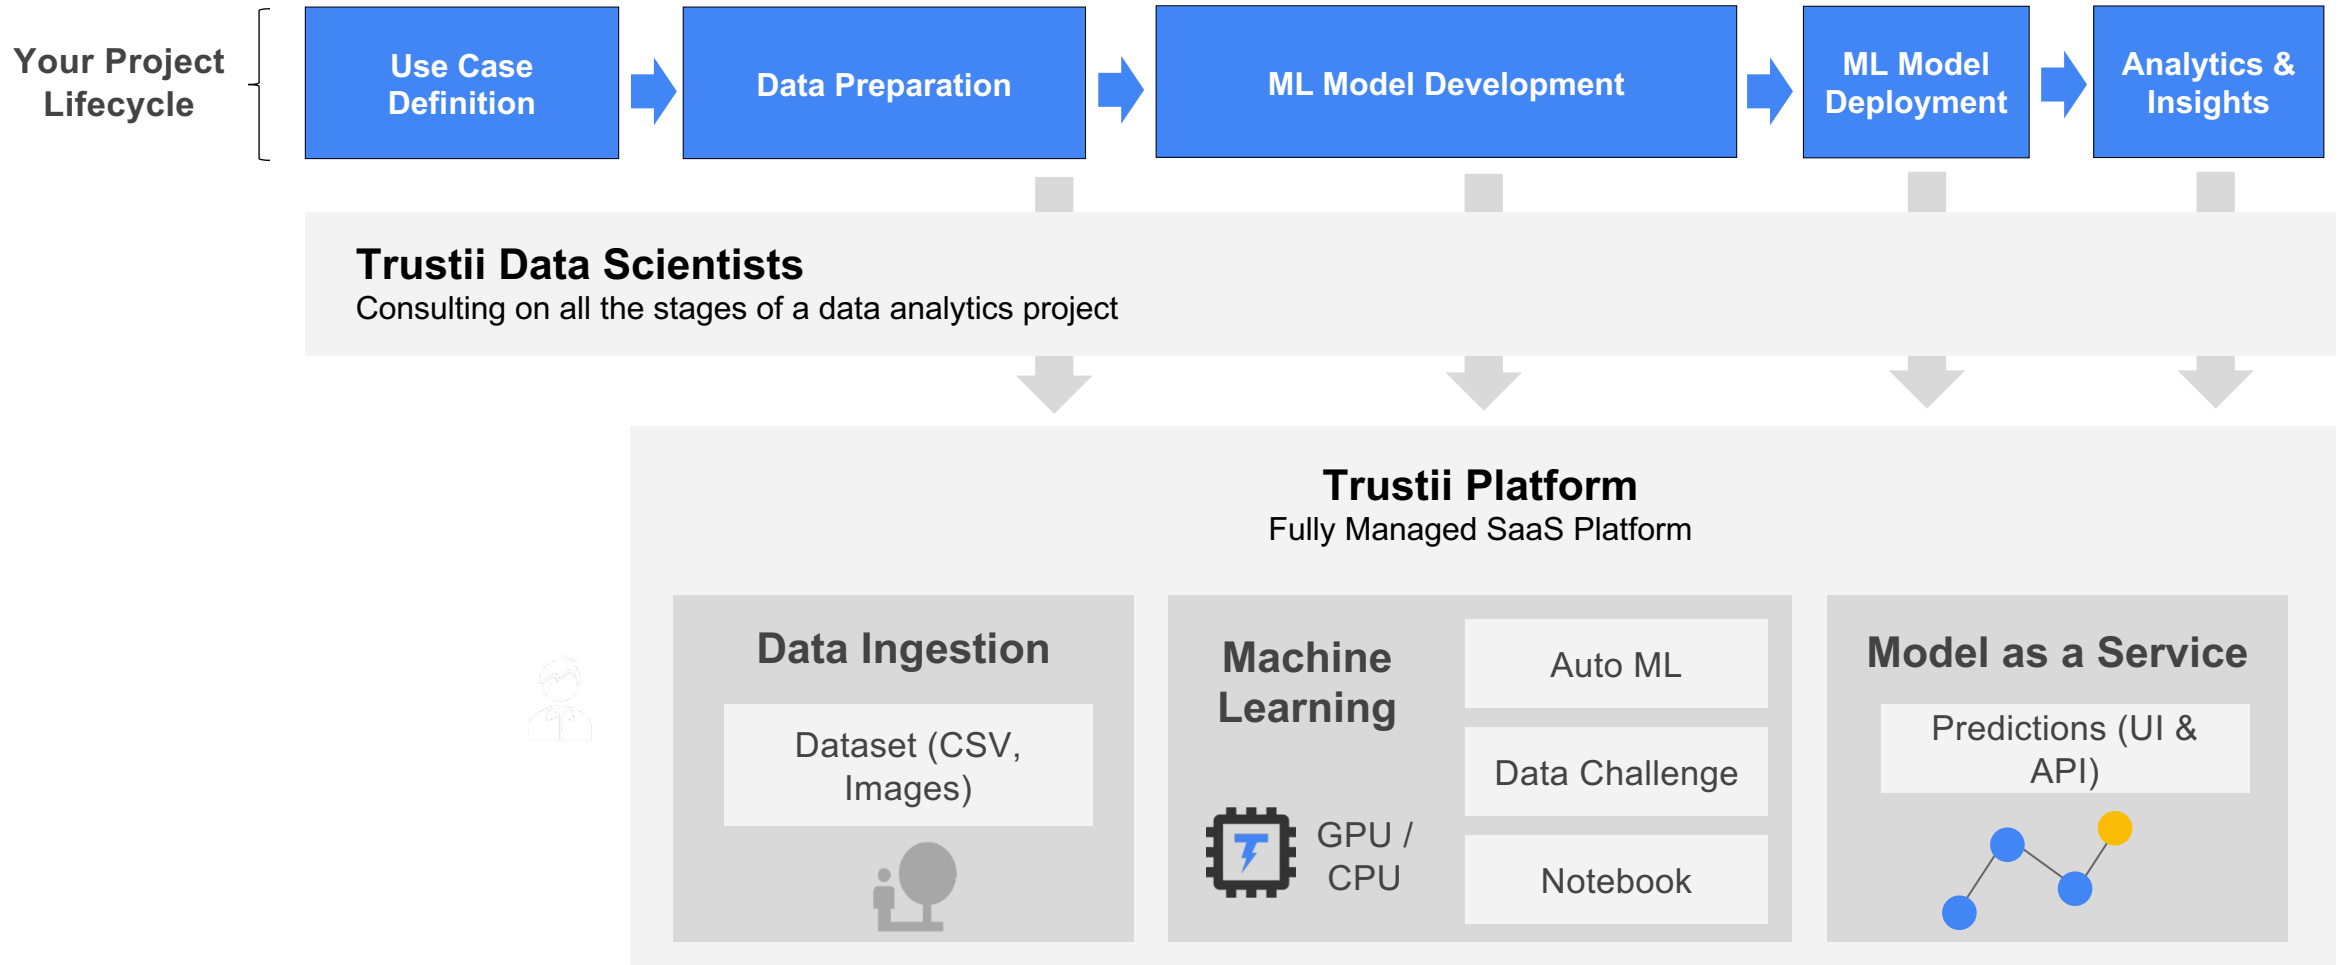 Your Project
Lifecycle
Use Case
Definition
Data Preparation
ML Model Development
ML Model
Deployment
Analytics &
Insights
Trustii Data Scientists
Consulting on all the stages of a data analytics project
Trustii Platform
Fully Managed SaaS Platform
Data Ingestion
Dataset (CSV,
Images)
Machine
Learning
GPU /
CPU
Auto ML
Data Challenge
Notebook
Model as a Service
Predictions (UI &
API)